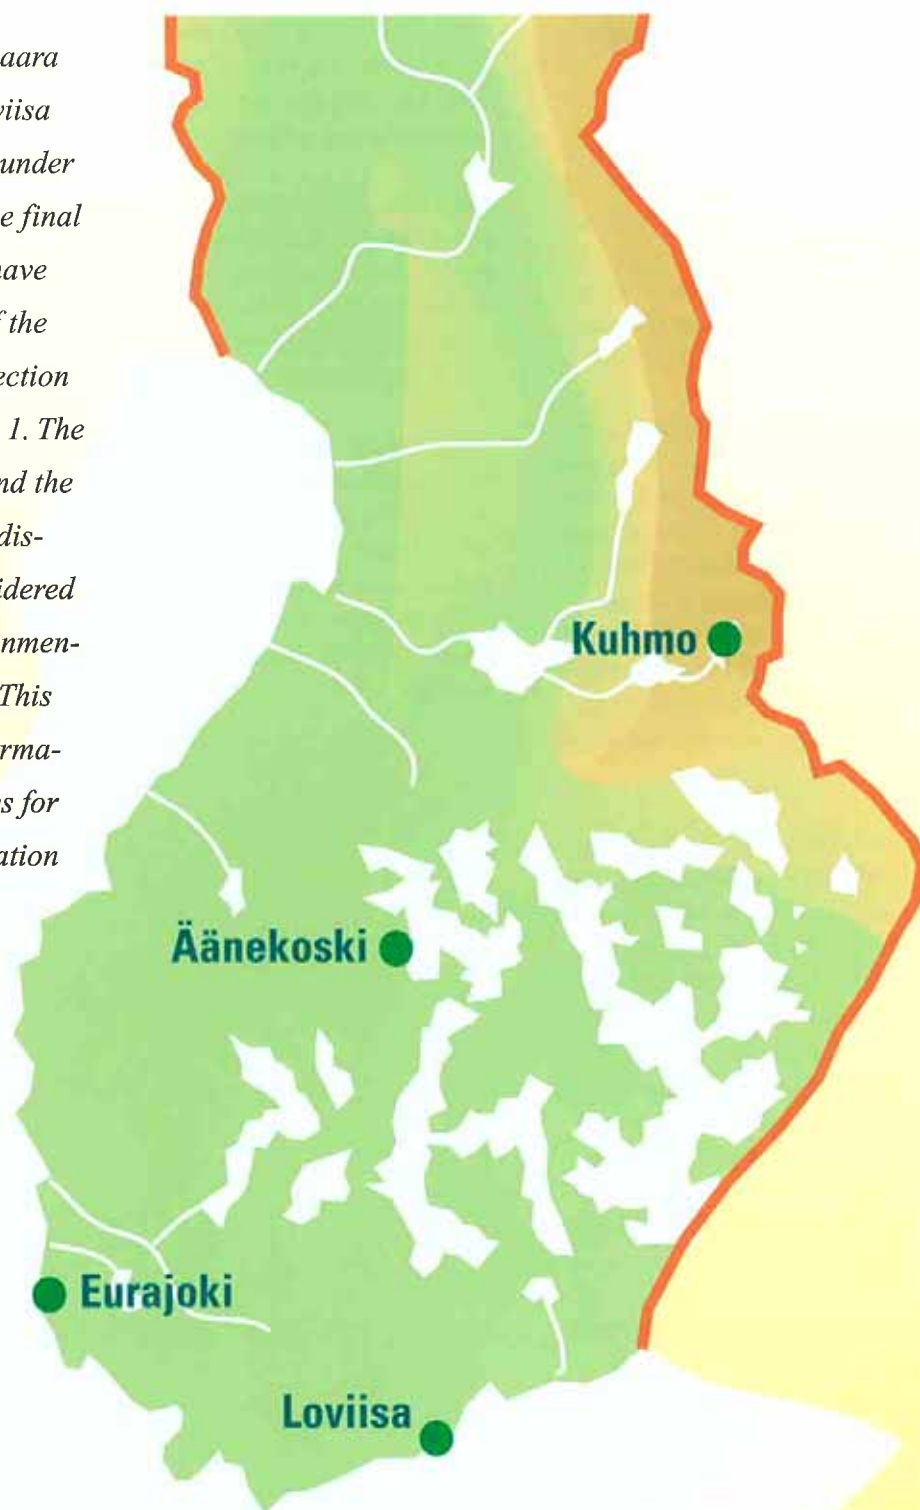 aara
viisa
under
e final
have
f the
ection
1. The
nd the
dis-
idered
nmen-
This
rma-
s for
ation
Kuhmo
Äänekoski
Eurajoki
Loviisa